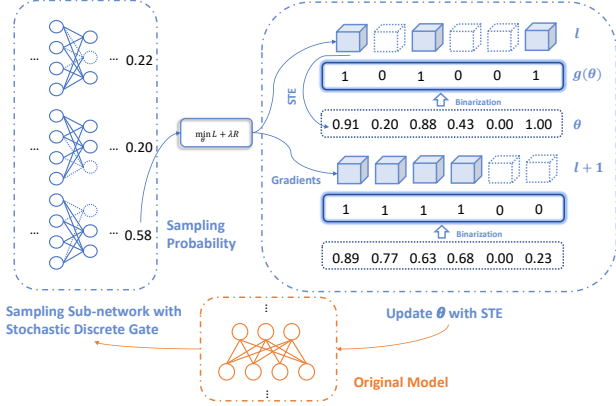 ... ... 0.22
... ... 0.20
... ... 0.58
Sampling
Probability
min L + λR
θ
STE
Gradients
l
1 0 1 0 0 1
g(θ)
Binarization
0.91 0.20 0.88 0.43 0.00 1.00
θ
l + 1
1 1 1 1 0 0
Binarization
0.89 0.77 0.63 0.68 0.00 0.23
Sampling Sub-network with
Stochastic Discrete Gate
...
...
Update θ with STE
Original Model